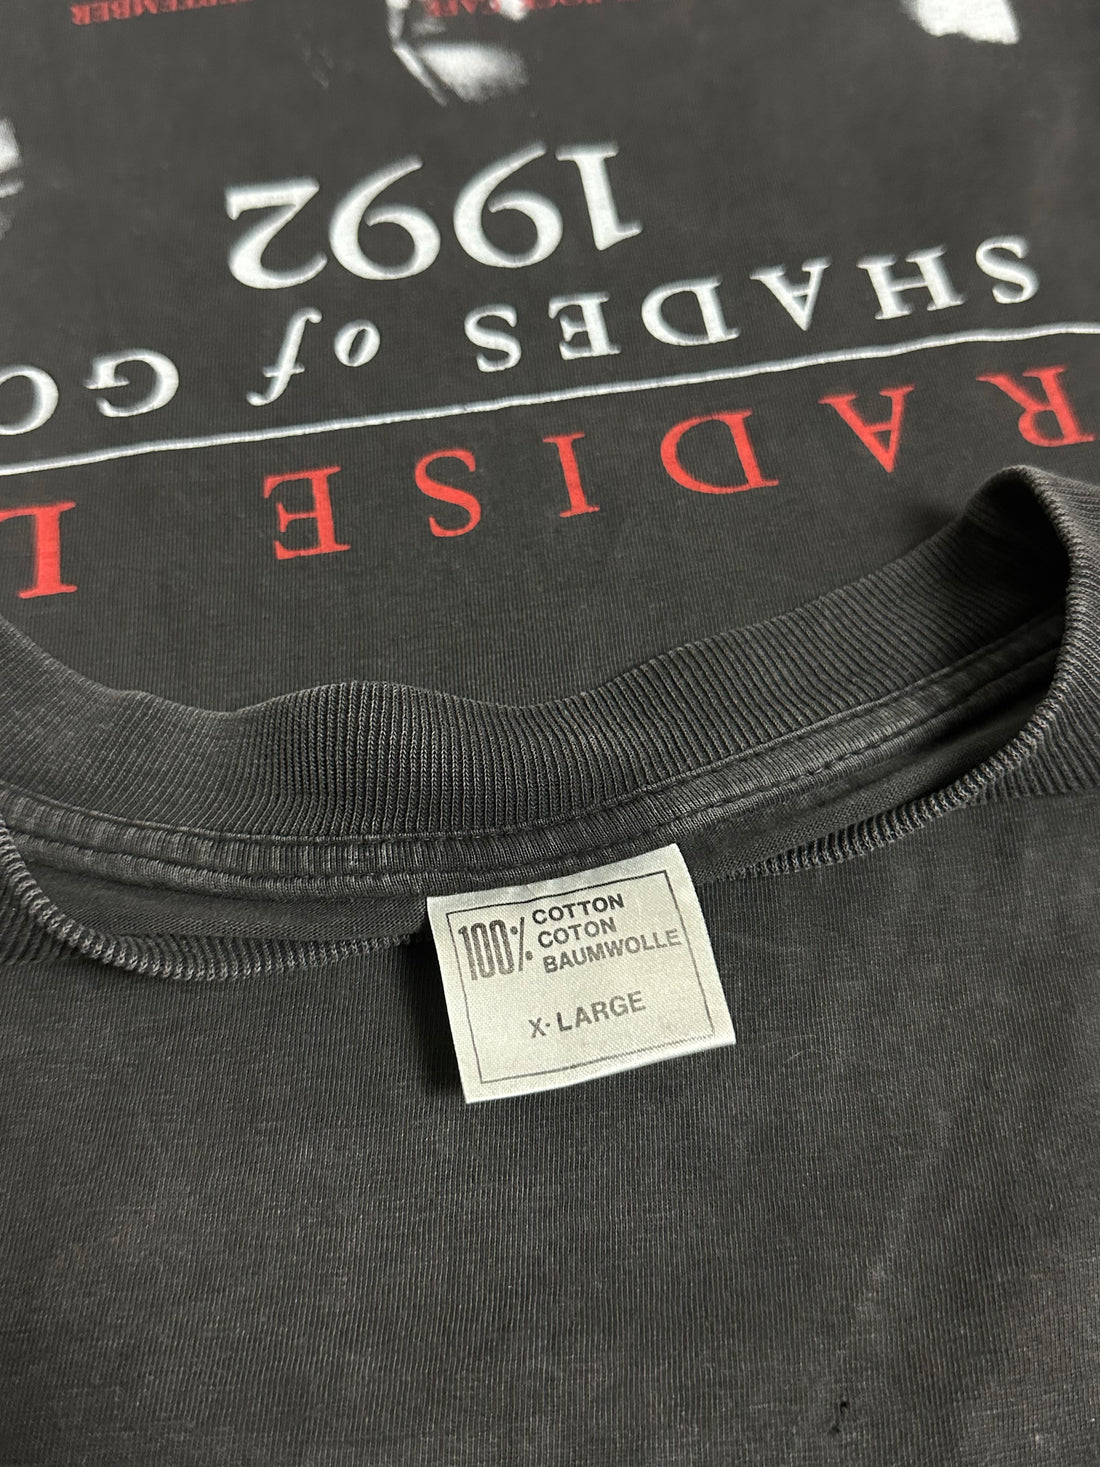 RADISE L
SHADES of GO
1992
100% COTTON
COTON
BAUMWOLLE
X-LARGE